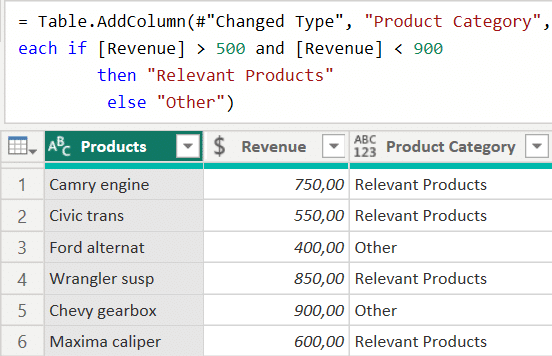 = Table.AddColumn(#"Changed Type", "Product Category",
each if [Revenue] > 500 and [Revenue] < 900
then "Relevant Products"
else "Other")
ABC Products $ Revenue ABC 123 Product Category
1 Camry engine 750,00 Relevant Products
2 Civic trans 550,00 Relevant Products
3 Ford alternat 400,00 Other
4 Wrangler susp 850,00 Relevant Products
5 Chevy gearbox 900,00 Other
6 Maxima caliper 600,00 Relevant Products